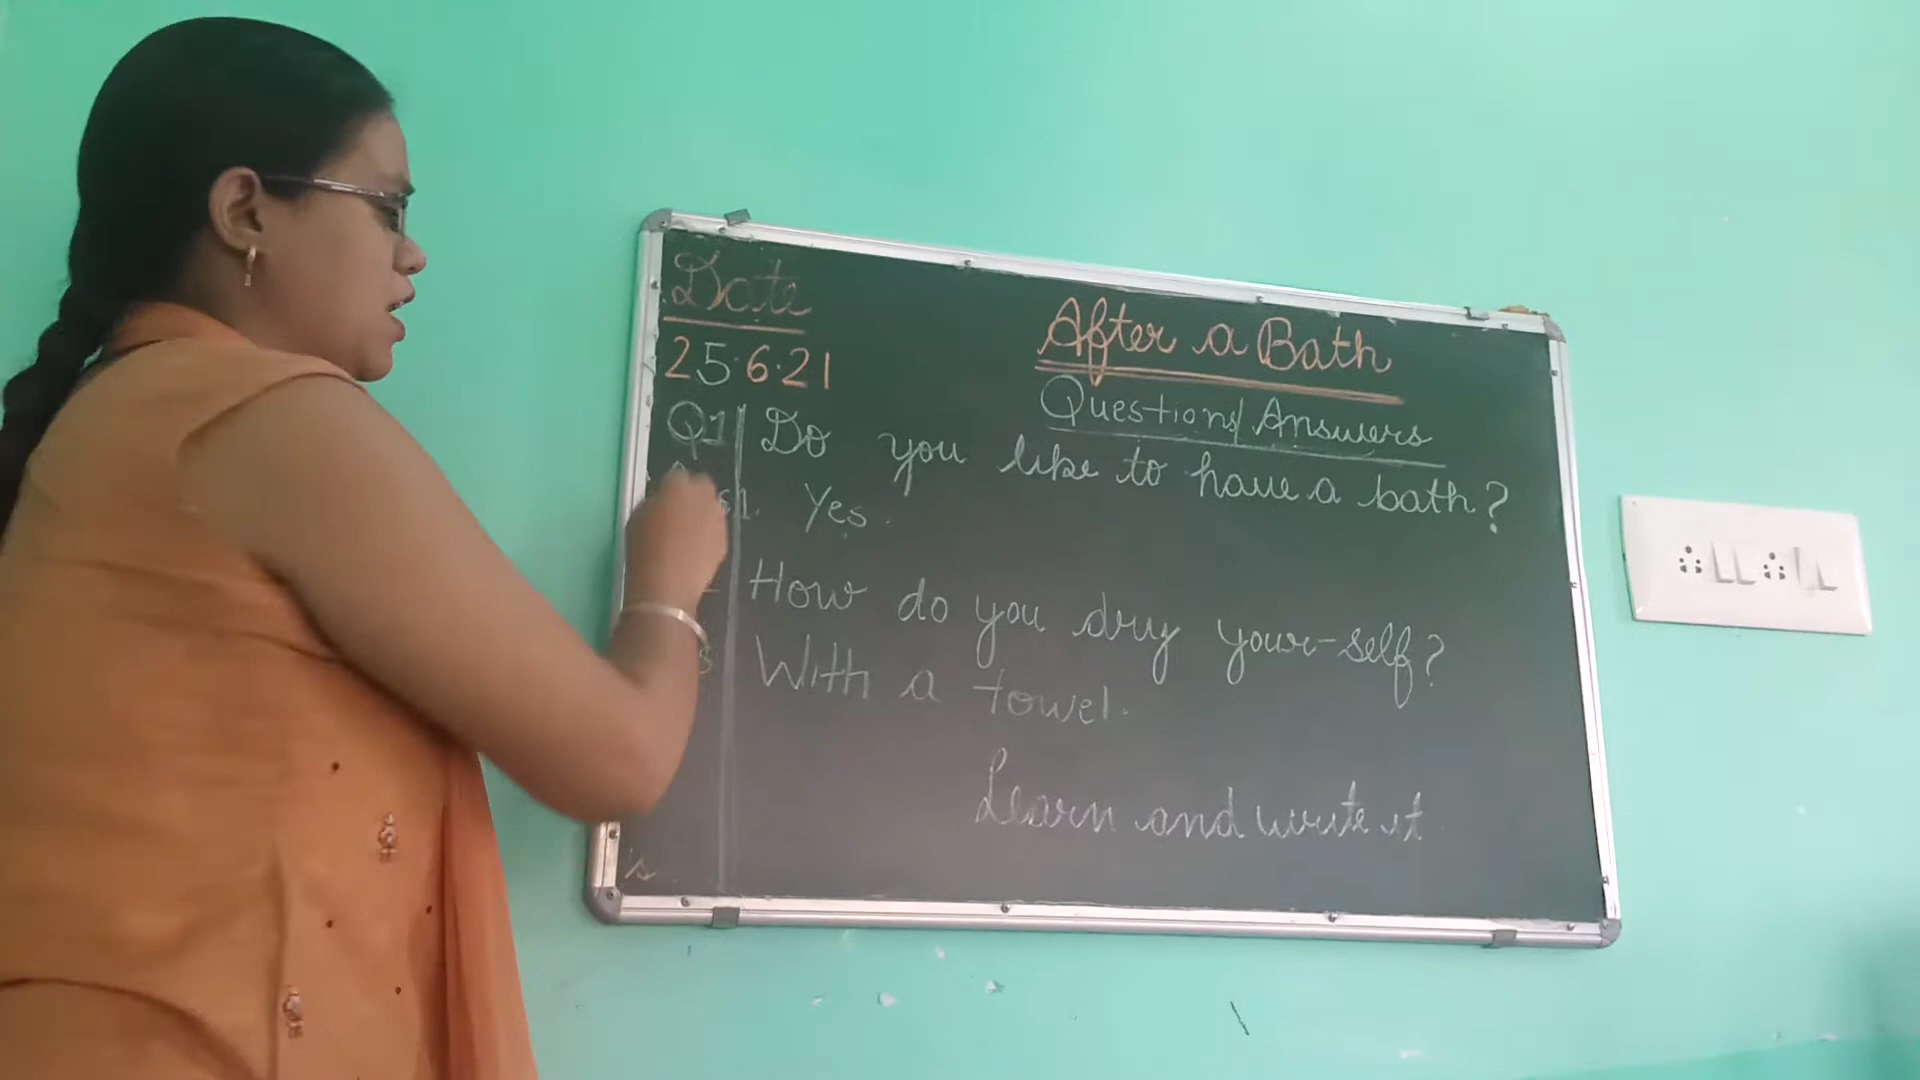 Date
25.6.21
After a Bath
Questions/Answers
Q1 Do you like to have a bath?
1. Yes.
How do you dry your-self?
s With a towel.
Learn and write it
's